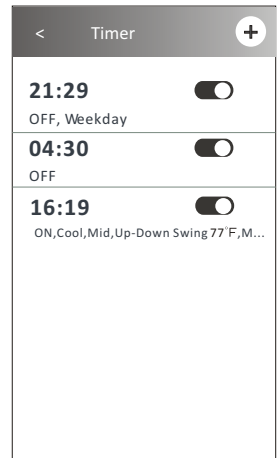 < Timer +
21:29
OFF, Weekday
04:30
OFF
16:19
ON,Cool,Mid,Up-Down Swing 77°F,M...